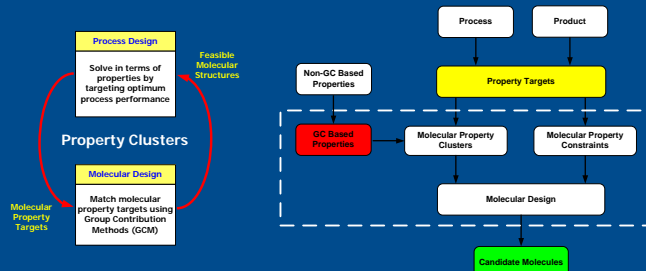 Process Design
Solve in terms of
properties by
targeting optimum
process performance
Feasible
Molecular
Structures
Property Clusters
Molecular Design
Match molecular
property targets using
Group Contribution
Methods (GCM)
Molecular
Property
Targets
Process
Product
Non-GC Based
Properties
Property Targets
GC Based
Properties
Molecular Property
Clusters
Molecular Property
Constraints
Molecular Design
Candidate Molecules